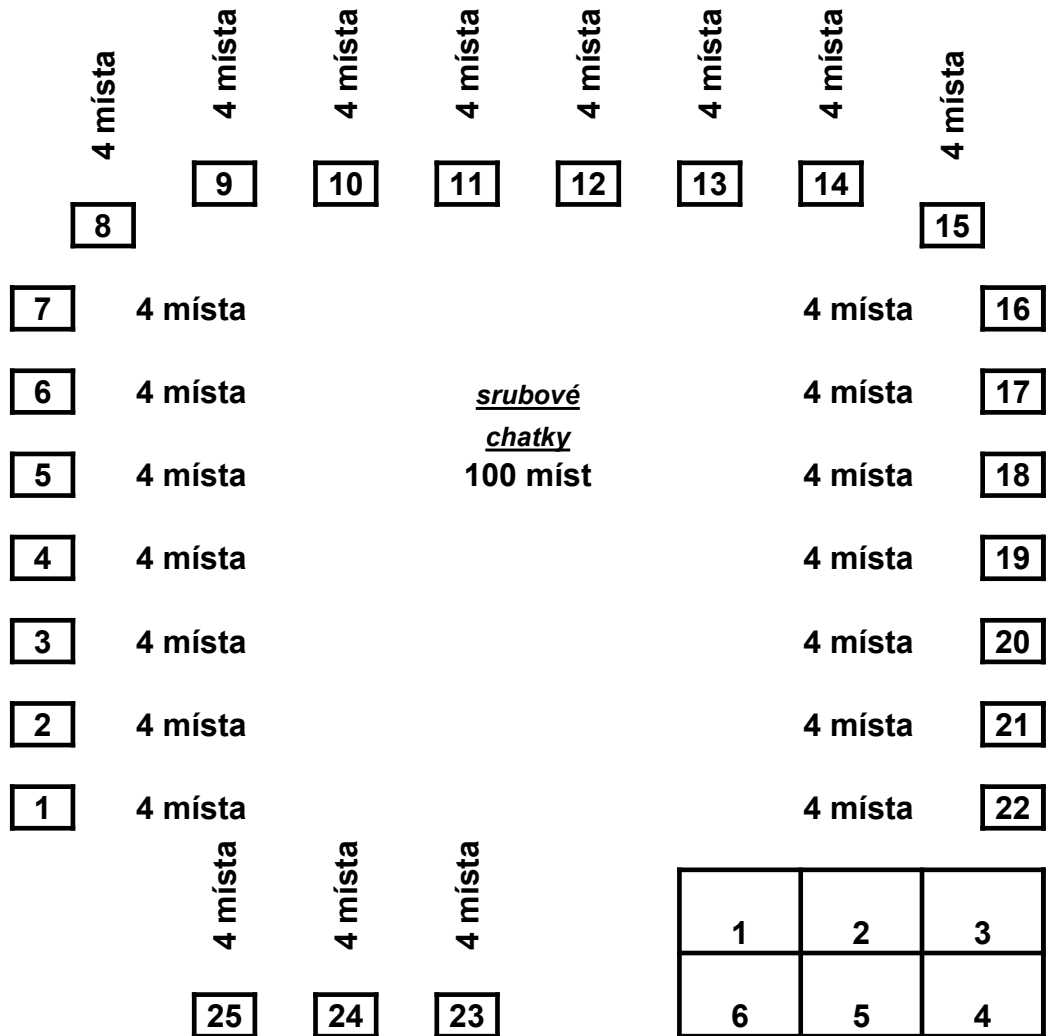 4 místa 4 místa 4 místa 4 místa 4 místa 4 místa 4 místa 4 místa
9 10 11 12 13 14
8 15
7 4 místa 4 místa 16
6 4 místa srubové 4 místa 17
chatky
5 4 místa 100 míst 4 místa 18
4 4 místa 4 místa 19
3 4 místa 4 místa 20
2 4 místa 4 místa 21
1 4 místa 4 místa 22
4 místa 4 místa 4 místa
1 2 3
25 24 23 6 5 4